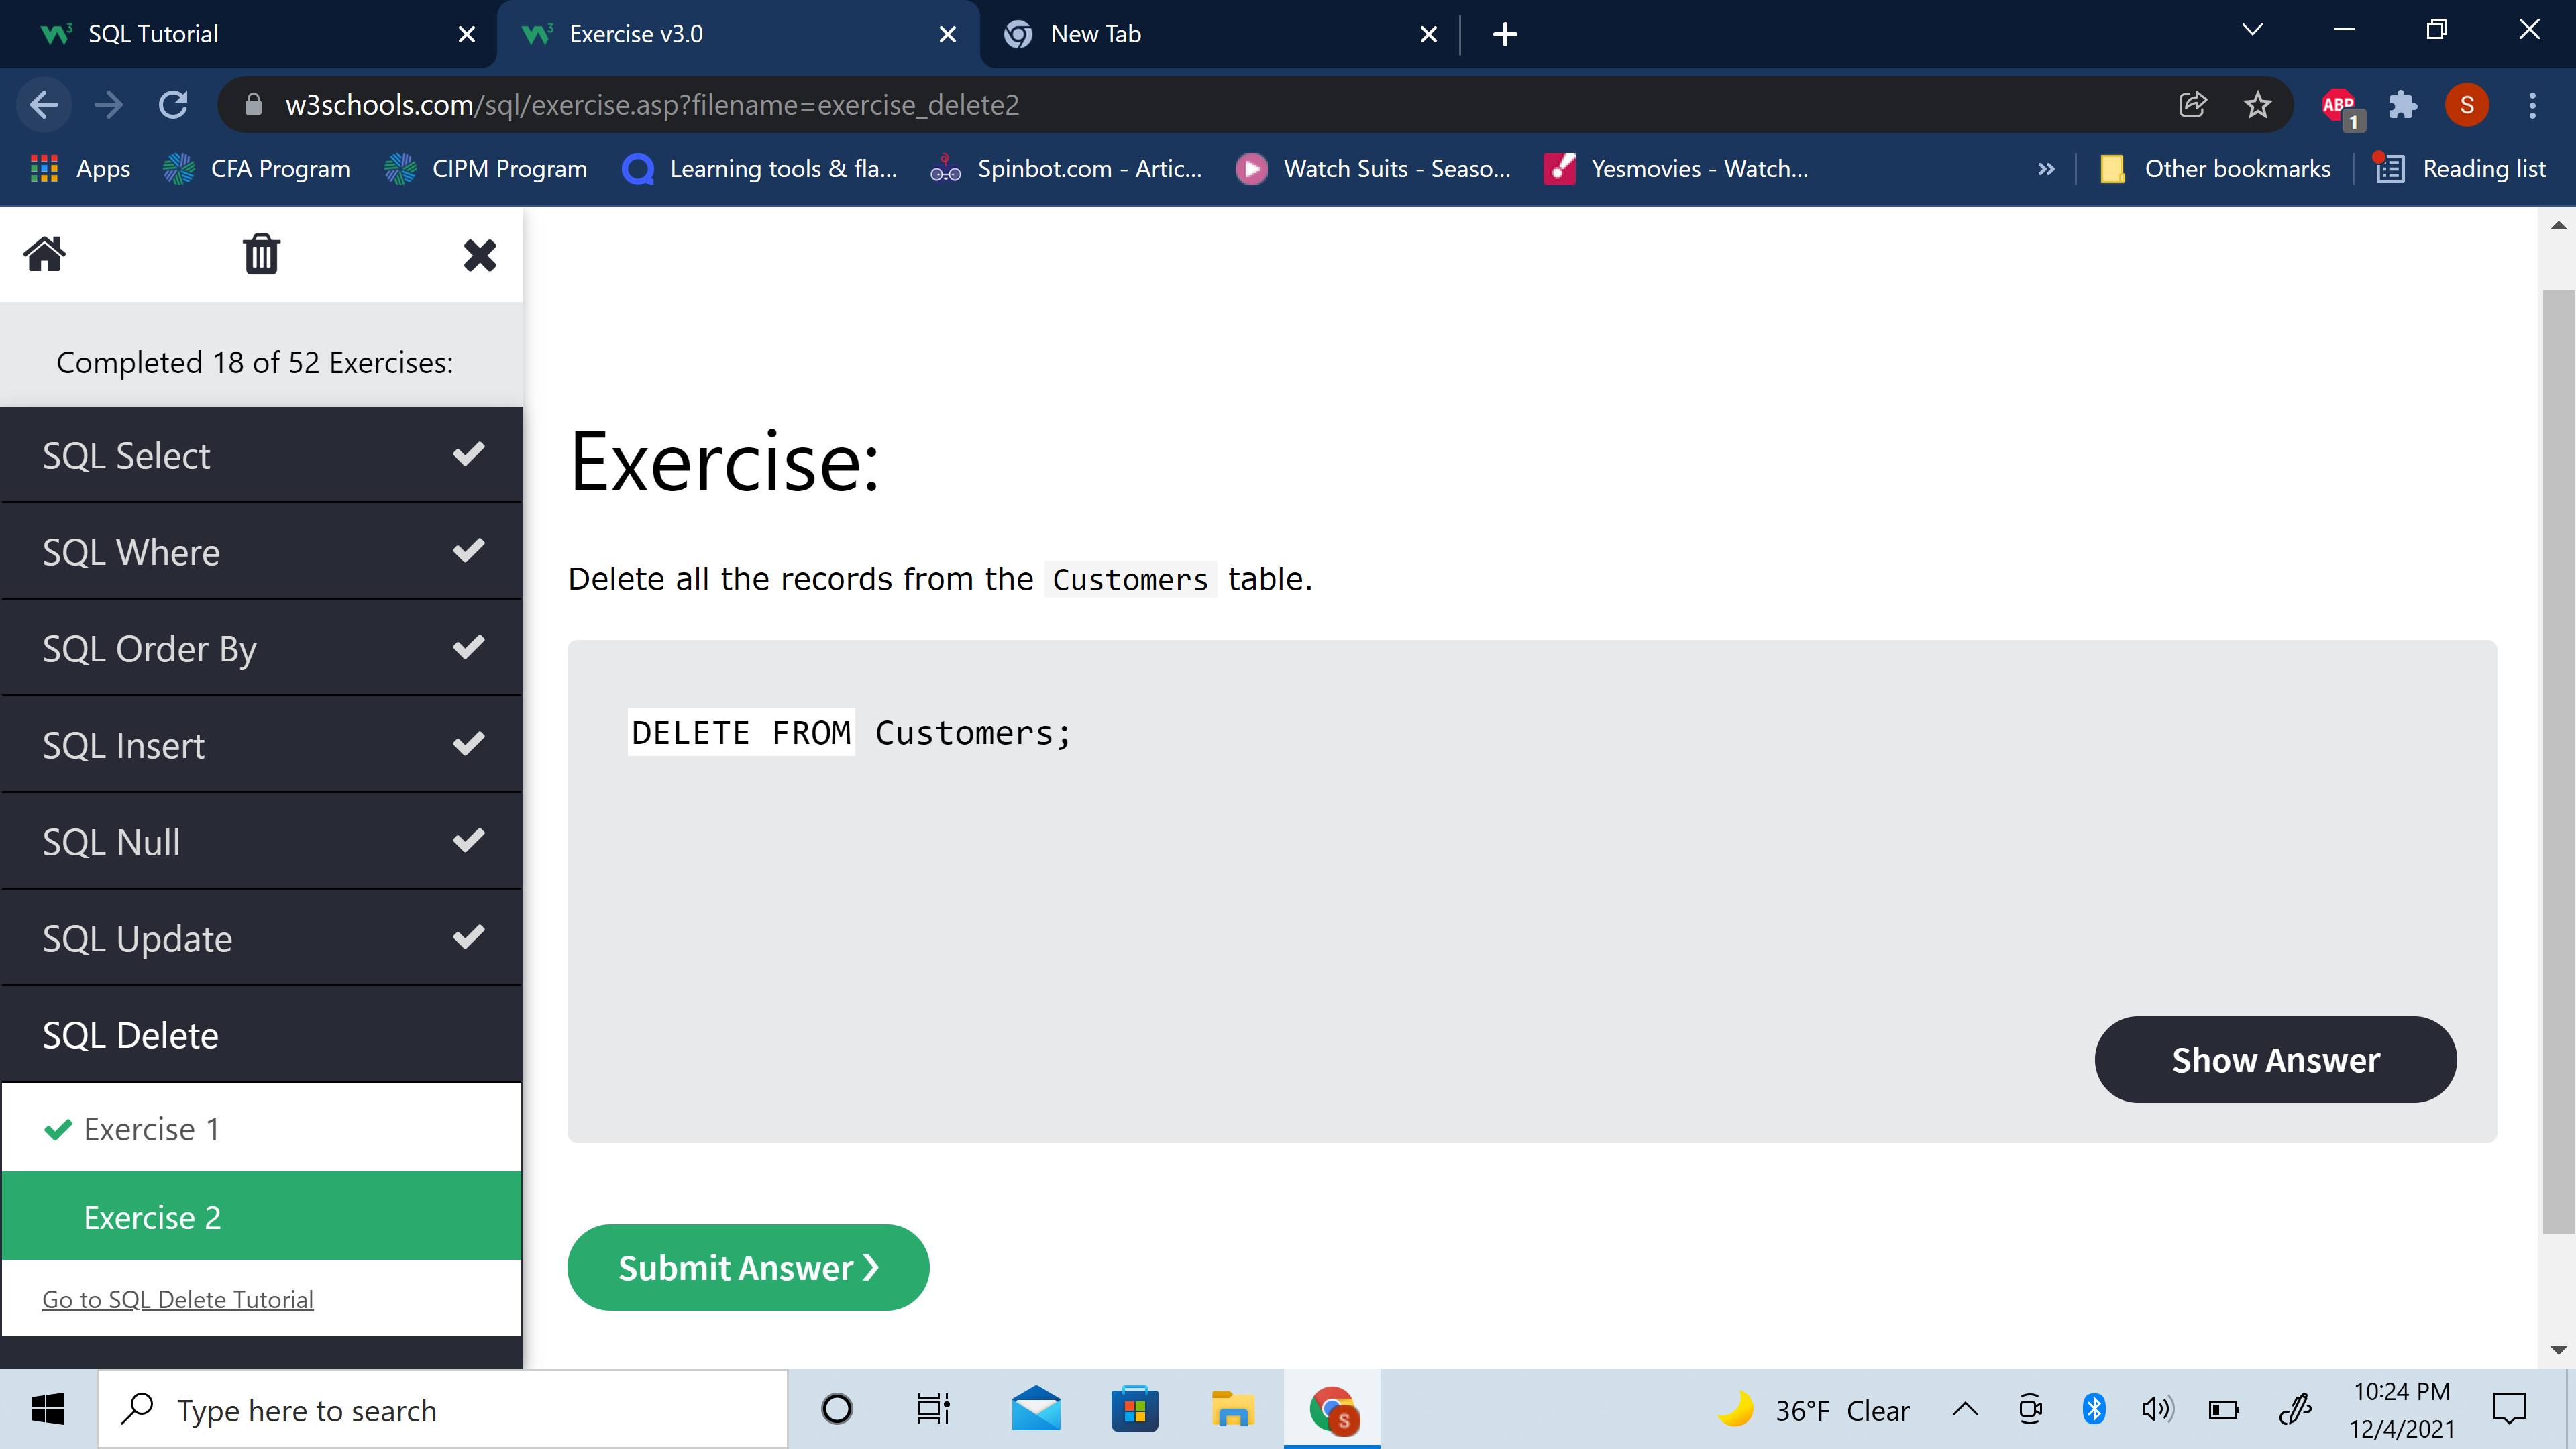 SQL Tutorial
Exercise v3.0
New Tab
w3schools.com/sql/exercise.asp?filename=exercise_delete2
ABP
1
S
Apps
CFA Program
CIPM Program
Learning tools & fla...
Spinbot.com - Artic...
Watch Suits - Seaso...
Yesmovies - Watch...
»
Other bookmarks
Reading list
Completed 18 of 52 Exercises:
SQL Select
SQL Where
SQL Order By
SQL Insert
SQL Null
SQL Update
SQL Delete
Exercise 1
Exercise 2
Go to SQL Delete Tutorial
Exercise:
Delete all the records from the Customers table.
DELETE FROM Customers;
Show Answer
Submit Answer ❯
Type here to search
S
36°F Clear
10:24 PM
12/4/2021